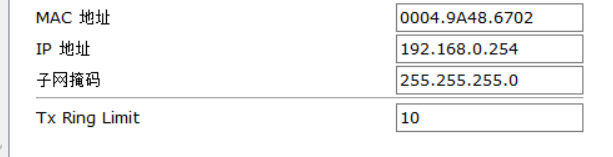 MAC 地址 0004.9A48.6702
IP 地址 192.168.0.254
子网掩码 255.255.255.0
Tx Ring Limit 10